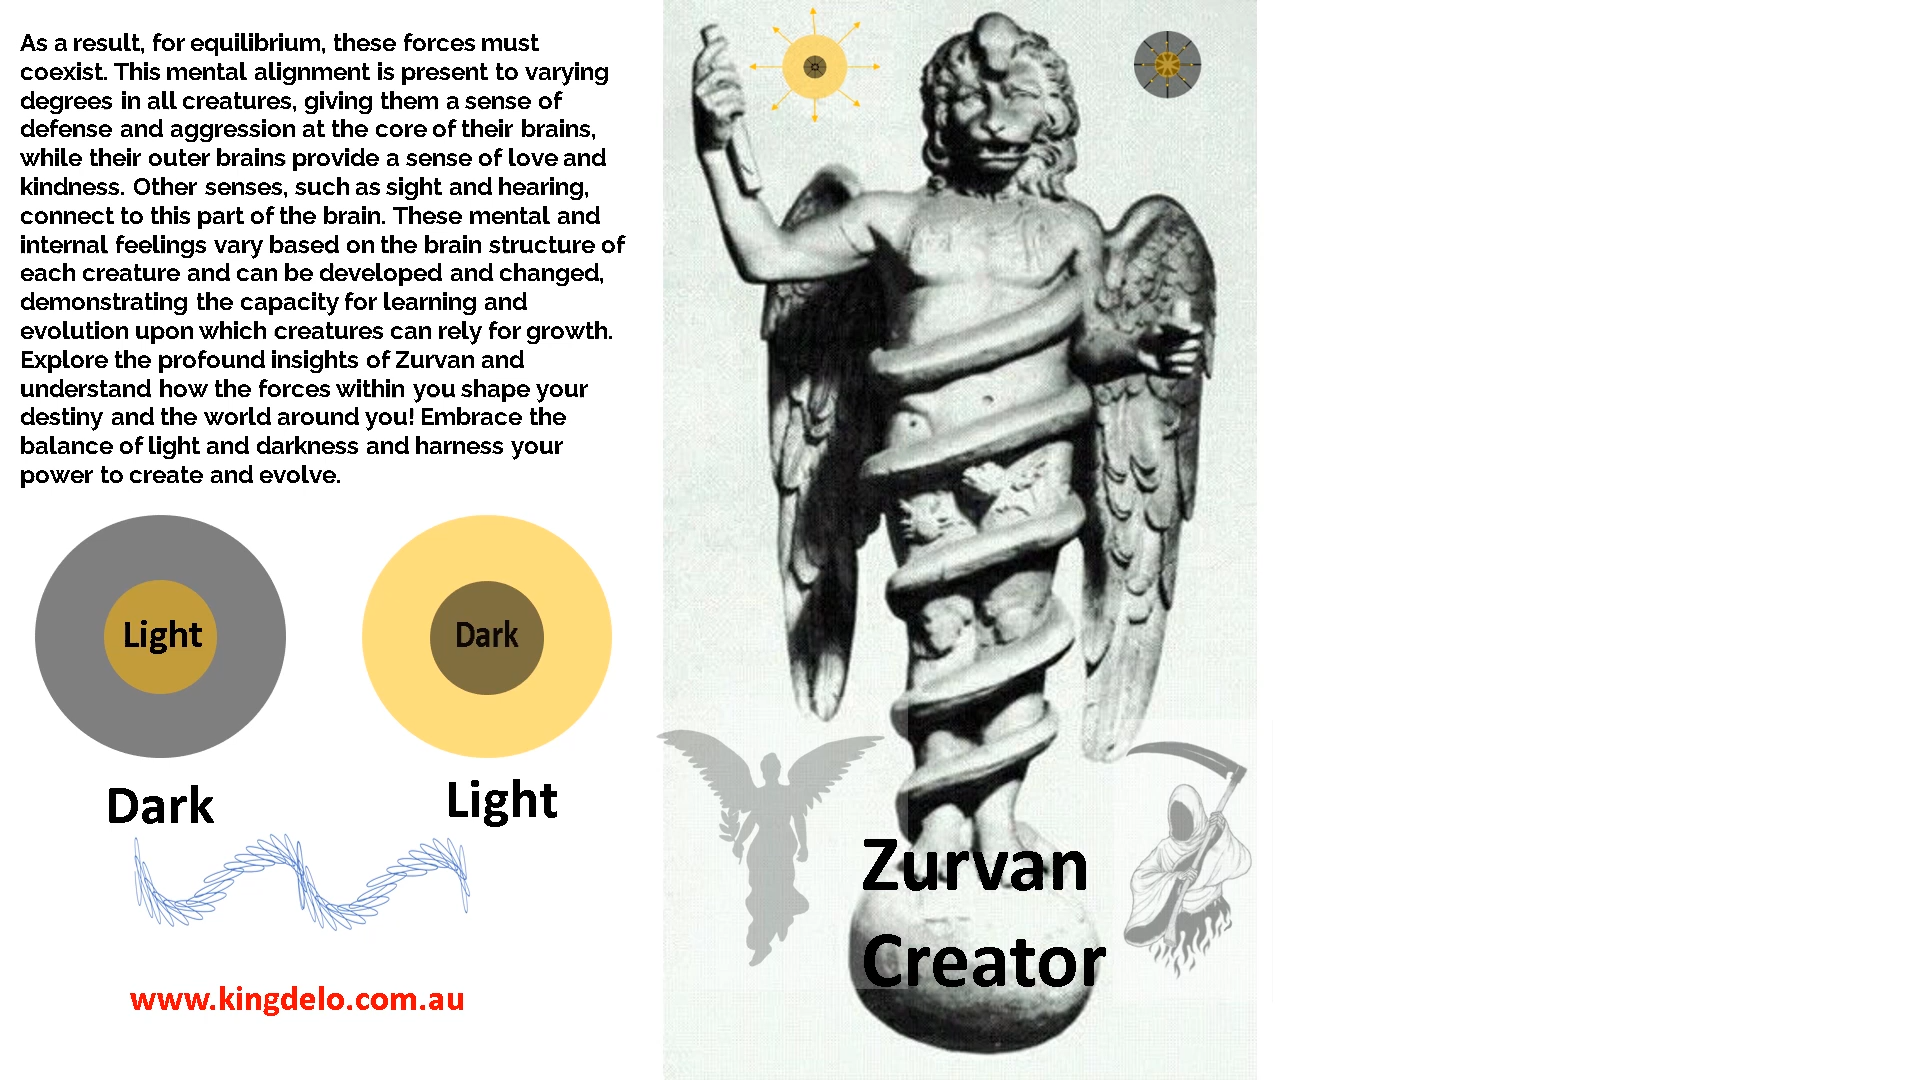 As a result, for equilibrium, these forces must
coexist. This mental alignment is present to varying
degrees in all creatures, giving them a sense of
defense and aggression at the core of their brains,
while their outer brains provide a sense of love and
kindness. Other senses, such as sight and hearing,
connect to this part of the brain. These mental and
internal feelings vary based on the brain structure of
each creature and can be developed and changed,
demonstrating the capacity for learning and
evolution upon which creatures can rely for growth.
Explore the profound insights of Zurvan and
understand how the forces within you shape your
destiny and the world around you! Embrace the
balance of light and darkness and harness your
power to create and evolve.
Light
Dark
Dark
Light
www.kingdelo.com.au
Zurvan
Creator